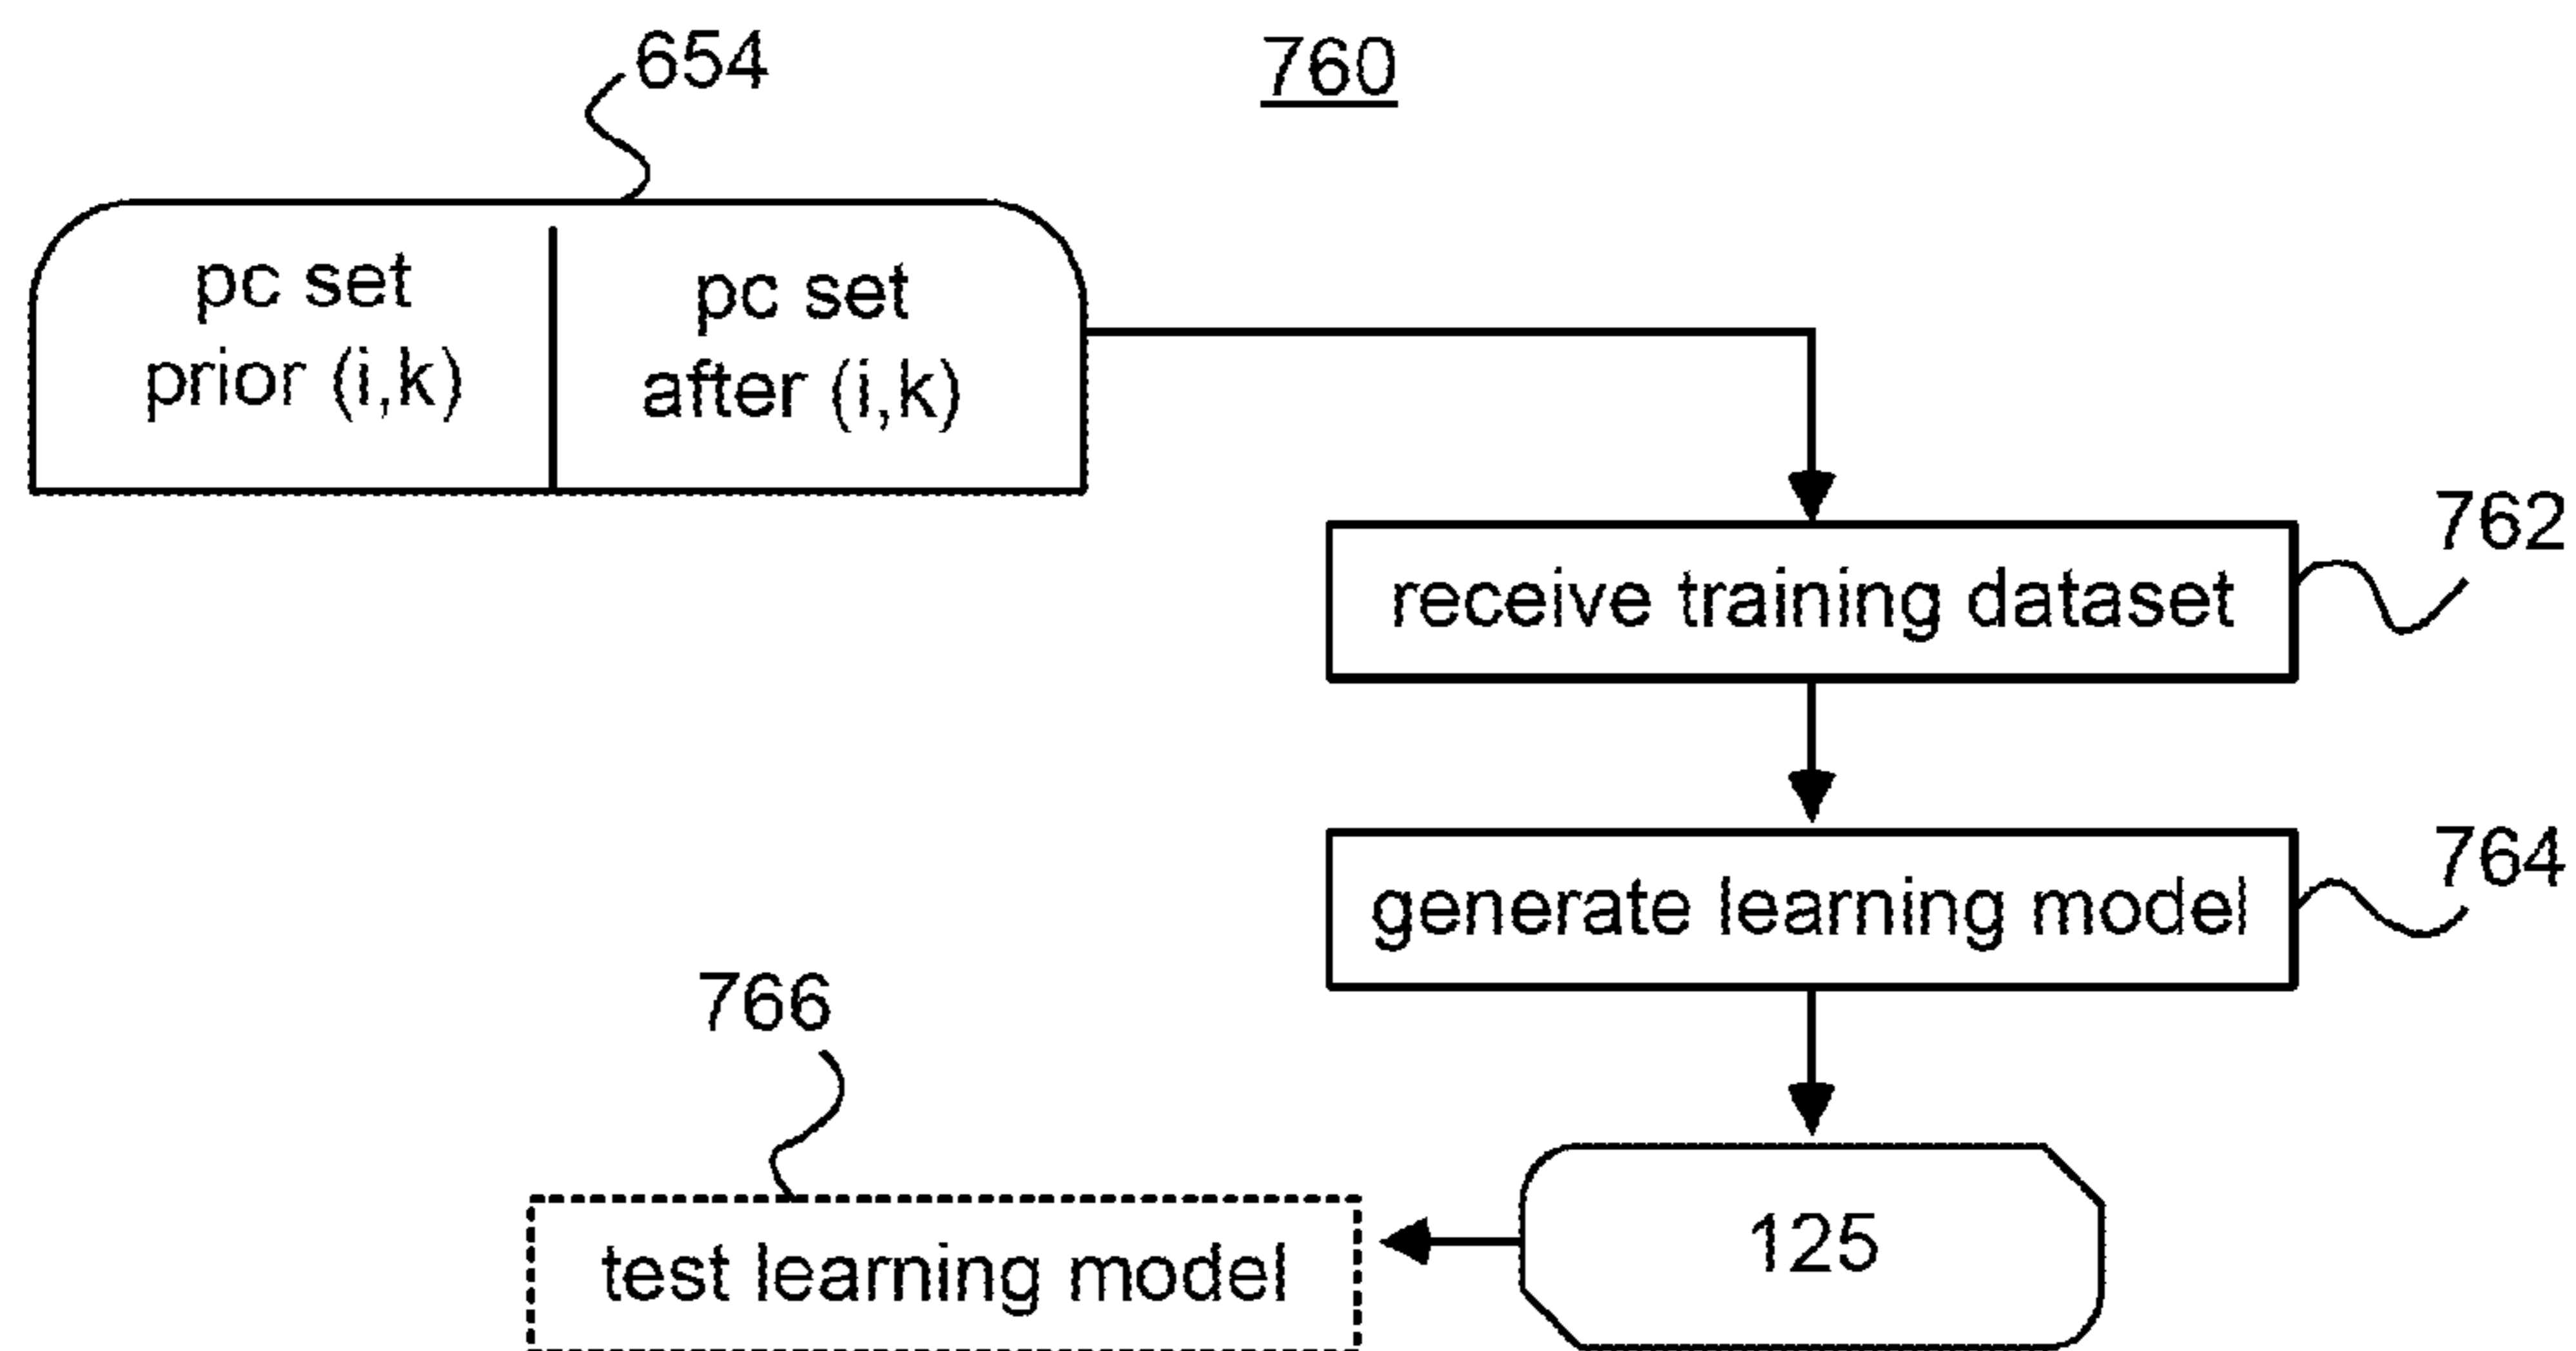 654
760
pc set
prior (i,k)
pc set
after (i,k)
762
receive training dataset
764
generate learning model
766
125
test learning model